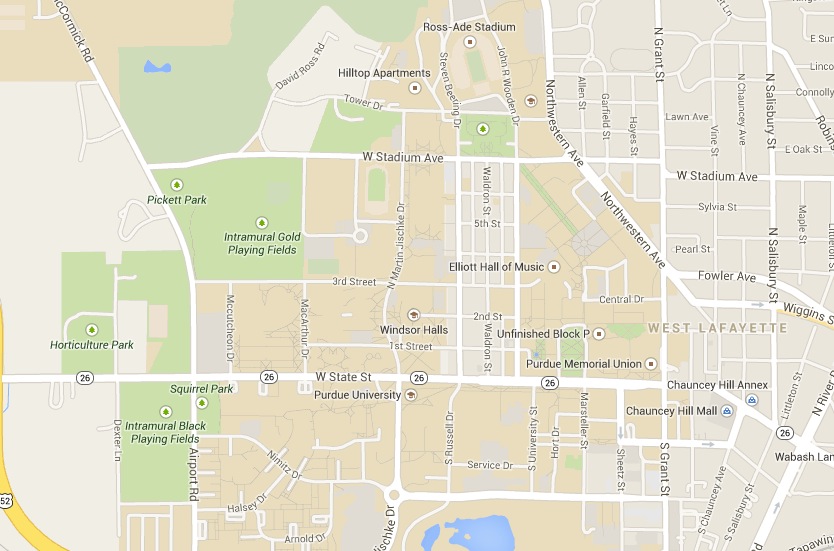 McCormick Rd
Ross-Ade Stadium
David Ross Rd
Hilltop Apartments
Tower Dr
Steven Beering Dr
John R Wooden Dr
Northwestern Ave
Allen St
Garfield St
Hayes St
N Grant St
Lawn Ave
Vine St
N Chauncey Ave
N Salisbury St
Connolly
E Oak St
W Stadium Ave
W Stadium Ave
Pickett Park
Waldron St
Northwestern Ave
Sylvia St
Maple St
5th St
Intramural Gold
Playing Fields
N Martin Jischke Dr
Pearl St
N Salisbury St
Elliott Hall of Music
Fowler Ave
3rd Street
Central Dr
Wiggins S
Mccutcheon Dr
MacArthur Dr
Windsor Halls
2nd St
Waldron St
Unfinished Block P
WEST LAFAYETTE
Horticulture Park
1st Street
Purdue Memorial Union
26
26
W State St
26
26
Squirrel Park
Purdue University
Chauncey Hill Annex
Chauncey Hill Mall
Littleton St
N River
Intramural Black
Playing Fields
Dexter Ln
Airport Rd
S Russell Dr
S University St
Hort Dr
Marsteller St
Sheetz St
S Grant St
26
Wabash Lan
Nimitz Dr
Service Dr
S Chauncey Ave
S Salisbury St
52
Halsey Dr
Arnold Dr
Jischke Dr
Tapawin